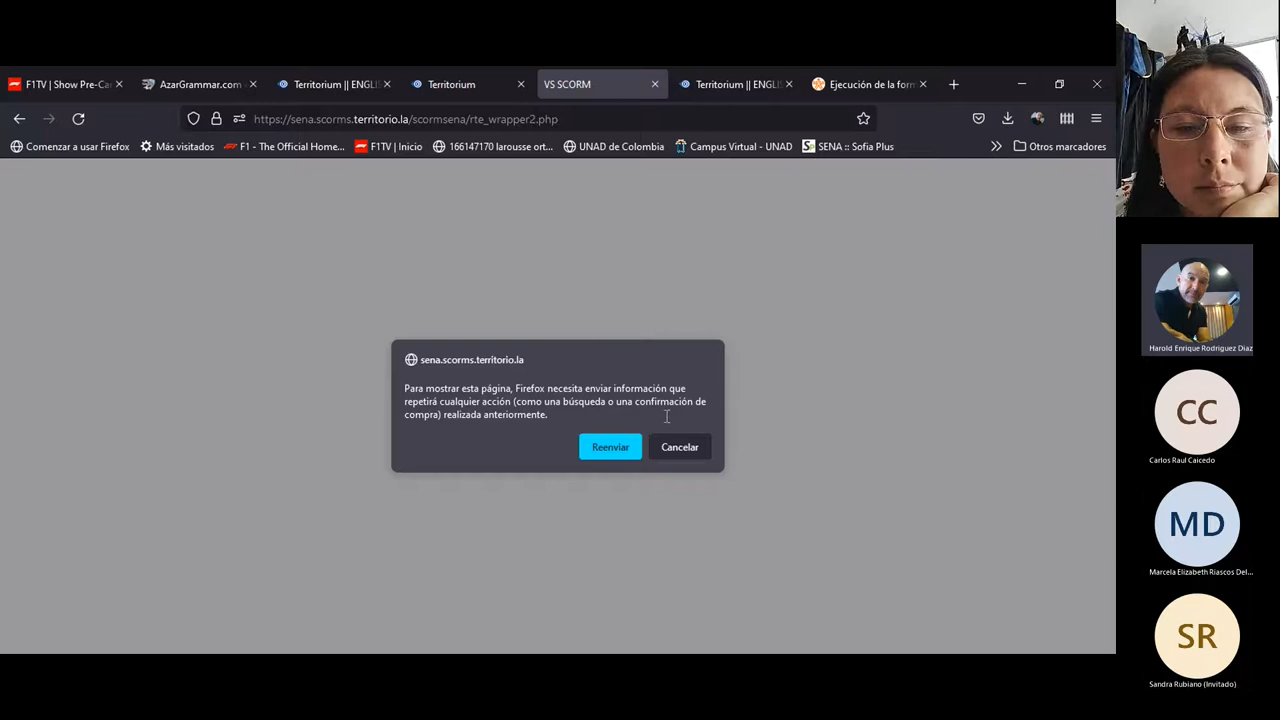 F1TV | Show Pre-Ca
AzarGrammar.com
Territorium || ENGLIS
Territorium
VS SCORM
Territorium || ENGLIS
Ejecución de la form
https://sena.scorms.territorio.la/scormsena/rte_wrapper2.php
Comenzar a usar Firefox
Más visitados
F1 - The Official Home...
F1TV | Inicio
166147170 larousse ort...
UNAD de Colombia
Campus Virtual - UNAD
SENA :: Sofia Plus
Otros marcadores
sena.scorms.territorio.la
Para mostrar esta página, Firefox necesita enviar información que
repetirá cualquier acción (como una búsqueda o una confirmación de
compra) realizada anteriormente.
Reenviar
Cancelar
Harold Enrique Rodriguez Diaz
CC
Carlos Raul Caicedo
MD
Marcela Elizabeth Riascos Del...
SR
Sandra Rubiano (Invitado)